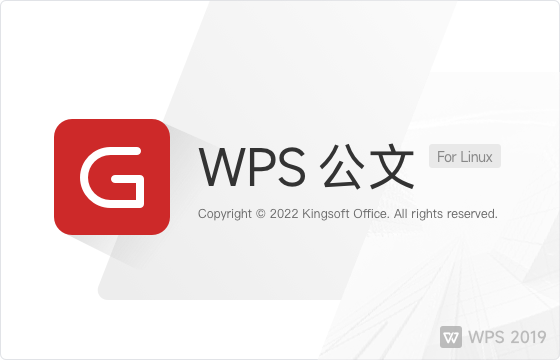 G
WPS 公文 For Linux
Copyright © 2022 Kingsoft Office. All rights reserved.
W WPS 2019